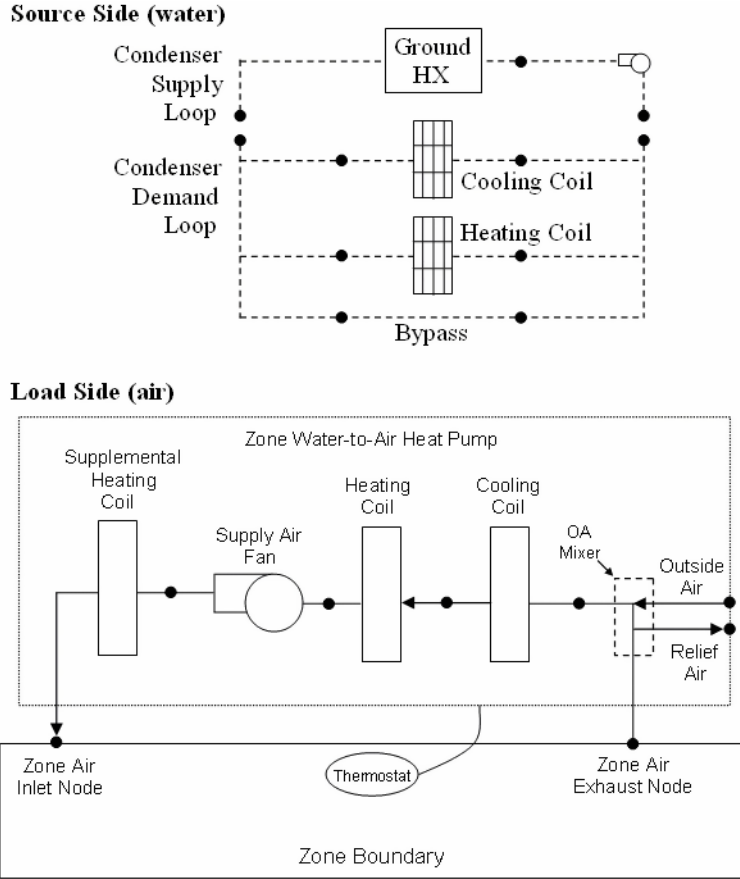 Source Side (water)
Condenser
Supply
Loop
Ground
HX
Condenser
Demand
Loop
Cooling Coil
Heating Coil
Bypass
Load Side (air)
Zone Water-to-Air Heat Pump
Supplemental
Heating
Coil
Supply Air
Fan
Heating
Coil
Cooling
Coil
OA
Mixer
Outside
Air
Relief
Air
Zone Air
Inlet Node
Thermostat
Zone Air
Exhaust Node
Zone Boundary